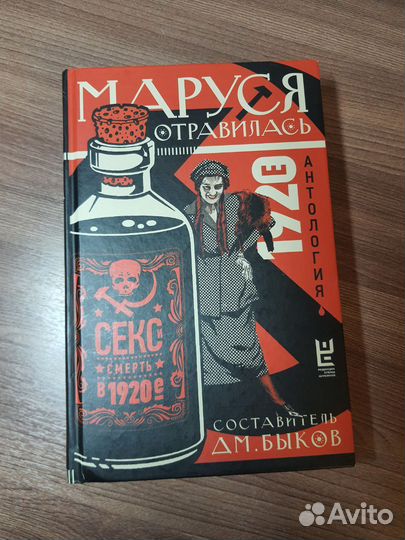 МАРУСЯ
ОТРАВИЛАСЬ
1920Е
АНТОЛОГИЯ
СЕКС И
СМЕРТЬ
В 1920Е
СОСТАВИТЕЛЬ
ДМ. БЫКОВ
Avito